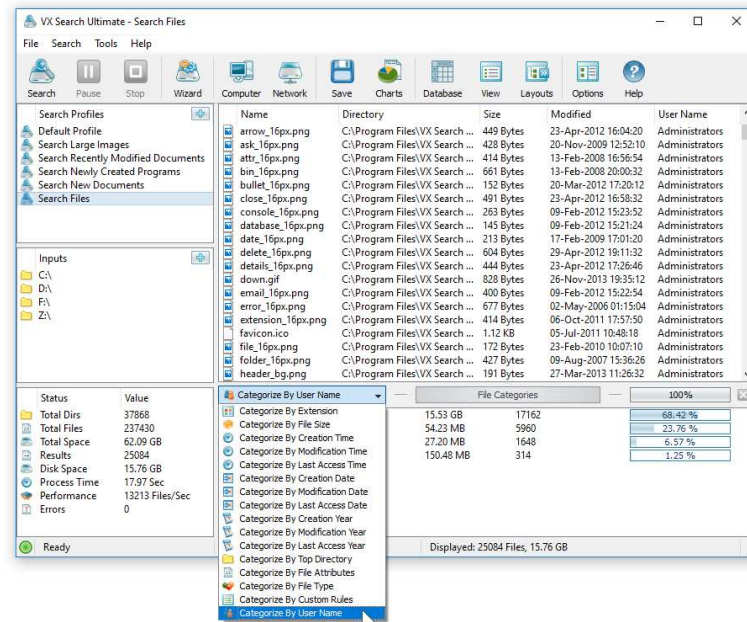 VX Search Ultimate - Search Files
File Search Tools Help
Search Pause Stop Wizard Computer Network Save Charts Database View Layouts Options Help
Search Profiles
Default Profile
Search Large Images
Search Recently Modified Documents
Search Newly Created Programs
Search New Documents
Search Files
Inputs
C:\
D:\
F:\
Z:\
Name Directory Size Modified User Name
arrow_16px.png C:\Program Files\VX Search ... 449 Bytes 23-Apr-2012 16:04:20 Administrators
ask_16px.png C:\Program Files\VX Search ... 428 Bytes 20-Nov-2009 12:52:10 Administrators
attr_16px.png C:\Program Files\VX Search ... 414 Bytes 13-Feb-2008 16:56:54 Administrators
bin_16px.png C:\Program Files\VX Search ... 661 Bytes 13-Feb-2008 20:00:32 Administrators
bullet_16px.png C:\Program Files\VX Search ... 152 Bytes 20-Mar-2012 17:20:12 Administrators
close_16px.png C:\Program Files\VX Search ... 491 Bytes 23-Apr-2012 16:58:32 Administrators
console_16px.png C:\Program Files\VX Search ... 263 Bytes 09-Feb-2012 15:23:52 Administrators
database_16px.png C:\Program Files\VX Search ... 145 Bytes 09-Feb-2012 15:21:24 Administrators
date_16px.png C:\Program Files\VX Search ... 213 Bytes 17-Feb-2009 17:01:20 Administrators
delete_16px.png C:\Program Files\VX Search ... 604 Bytes 29-Apr-2012 19:11:32 Administrators
details_16px.png C:\Program Files\VX Search ... 444 Bytes 23-Apr-2012 17:26:46 Administrators
down.gif C:\Program Files\VX Search ... 828 Bytes 26-Nov-2013 19:35:12 Administrators
email_16px.png C:\Program Files\VX Search ... 400 Bytes 09-Feb-2012 15:22:54 Administrators
error_16px.png C:\Program Files\VX Search ... 677 Bytes 02-May-2006 01:15:04 Administrators
extension_16px.png C:\Program Files\VX Search ... 414 Bytes 06-Oct-2011 17:57:50 Administrators
favicon.ico C:\Program Files\VX Search ... 1.12 KB 05-Jul-2011 10:48:18 Administrators
file_16px.png C:\Program Files\VX Search ... 172 Bytes 23-Feb-2010 10:07:10 Administrators
folder_16px.png C:\Program Files\VX Search ... 427 Bytes 09-Aug-2007 15:36:26 Administrators
header_bg.png C:\Program Files\VX Search ... 191 Bytes 27-Mar-2013 11:26:32 Administrators
Status Value
Total Dirs 37868
Total Files 237430
Total Space 62.09 GB
Results 25084
Disk Space 15.76 GB
Process Time 17.97 Sec
Performance 13213 Files/Sec
Errors 0
Categorize By User Name File Categories 100%
15.53 GB 17162 68.42 %
54.23 MB 5960 23.76 %
27.20 MB 1648 6.57 %
150.48 MB 314 1.25 %
Categorize By Extension
Categorize By File Size
Categorize By Creation Time
Categorize By Modification Time
Categorize By Last Access Time
Categorize By Creation Date
Categorize By Modification Date
Categorize By Last Access Date
Categorize By Creation Year
Categorize By Modification Year
Categorize By Last Access Year
Categorize By Top Directory
Categorize By File Attributes
Categorize By File Type
Categorize By Custom Rules
Categorize By User Name
Ready Displayed: 25084 Files, 15.76 GB